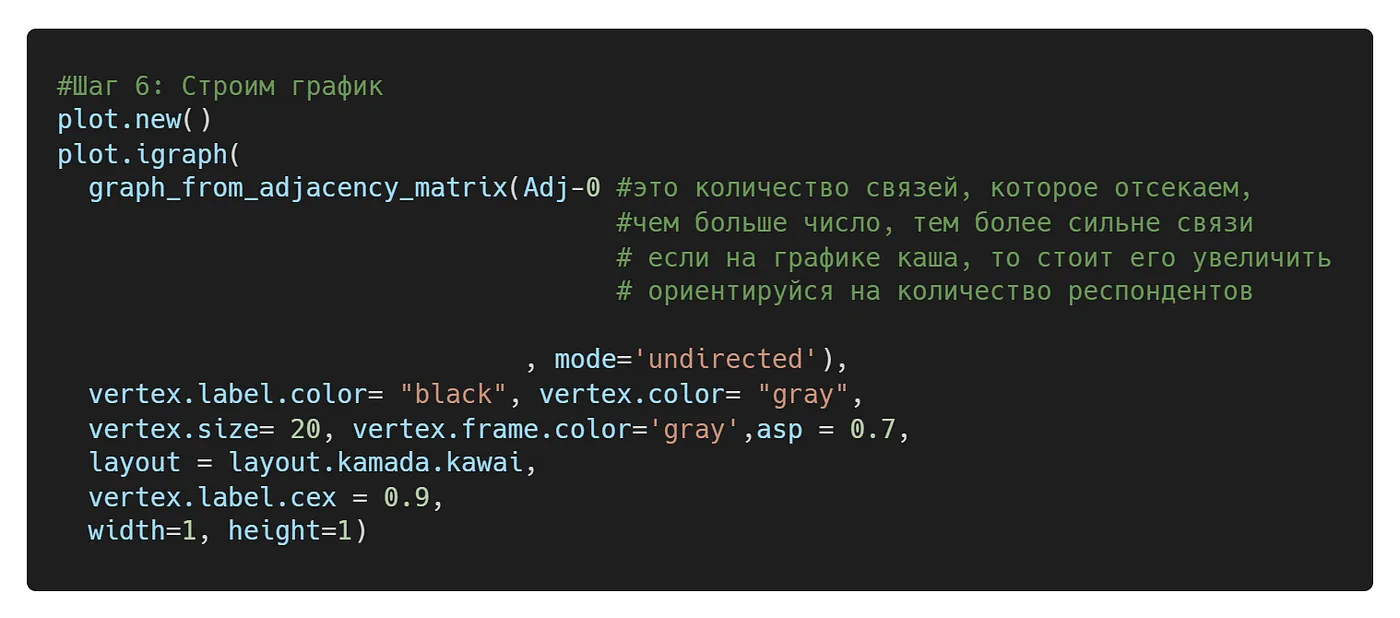 #Шаг 6: Строим график
plot.new()
plot.igraph(
graph_from_adjacency_matrix(Adj-0 #это количество связей, которое отсекаем,
#чем больше число, тем более сильне связи
# если на графике каша, то стоит его увеличить
# ориентируйся на количество респондентов
, mode='undirected'),
vertex.label.color= "black", vertex.color= "gray",
vertex.size= 20, vertex.frame.color='gray',asp = 0.7,
layout = layout.kamada.kawai,
vertex.label.cex = 0.9,
width=1, height=1)